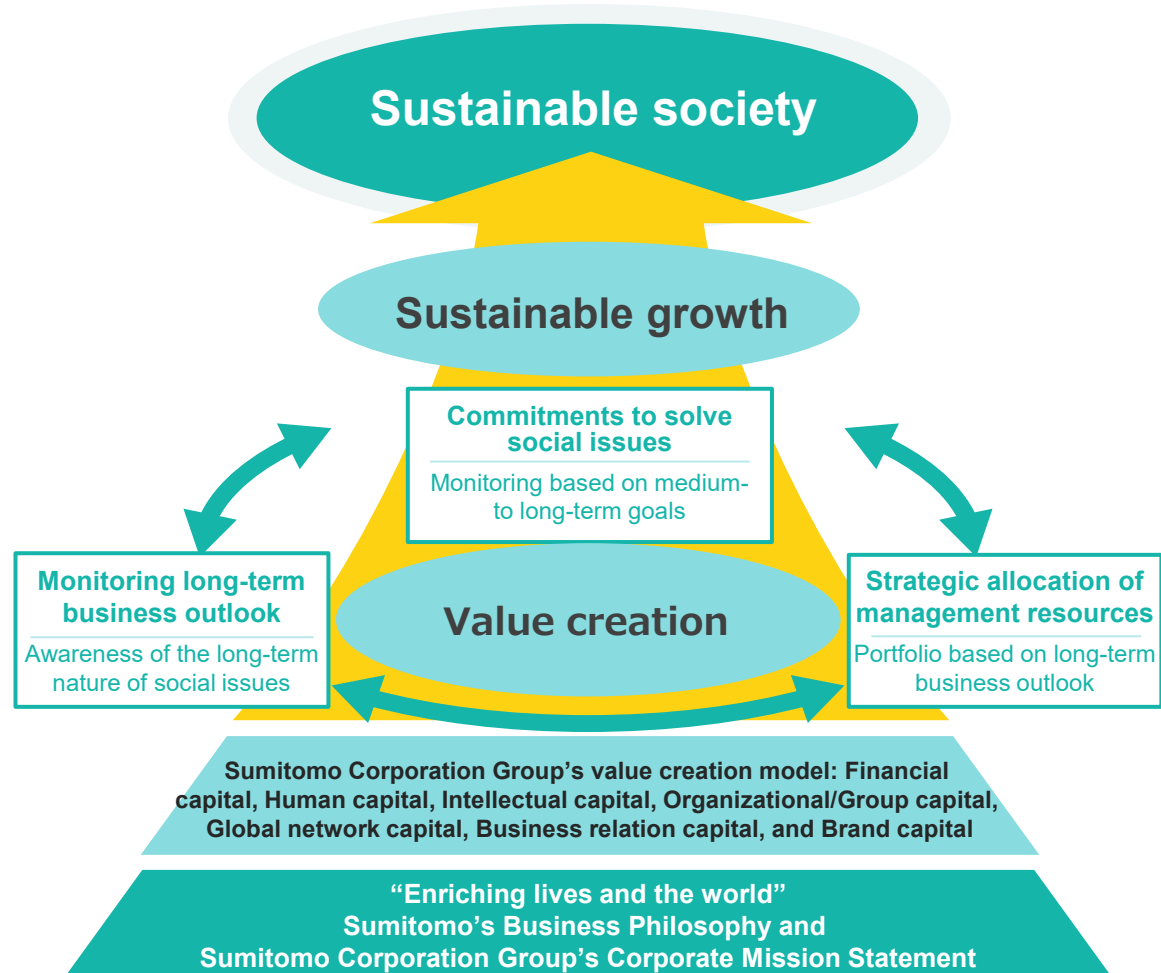 Sustainable society
Sustainable growth
Commitments to solve
social issues
Monitoring based on medium-
to long-term goals
Monitoring long-term
business outlook
Awareness of the long-term
nature of social issues
Value creation
Strategic allocation of
management resources
Portfolio based on long-term
business outlook
Sumitomo Corporation Group’s value creation model: Financial
capital, Human capital, Intellectual capital, Organizational/Group capital,
Global network capital, Business relation capital, and Brand capital
“Enriching lives and the world”
Sumitomo’s Business Philosophy and
Sumitomo Corporation Group’s Corporate Mission Statement